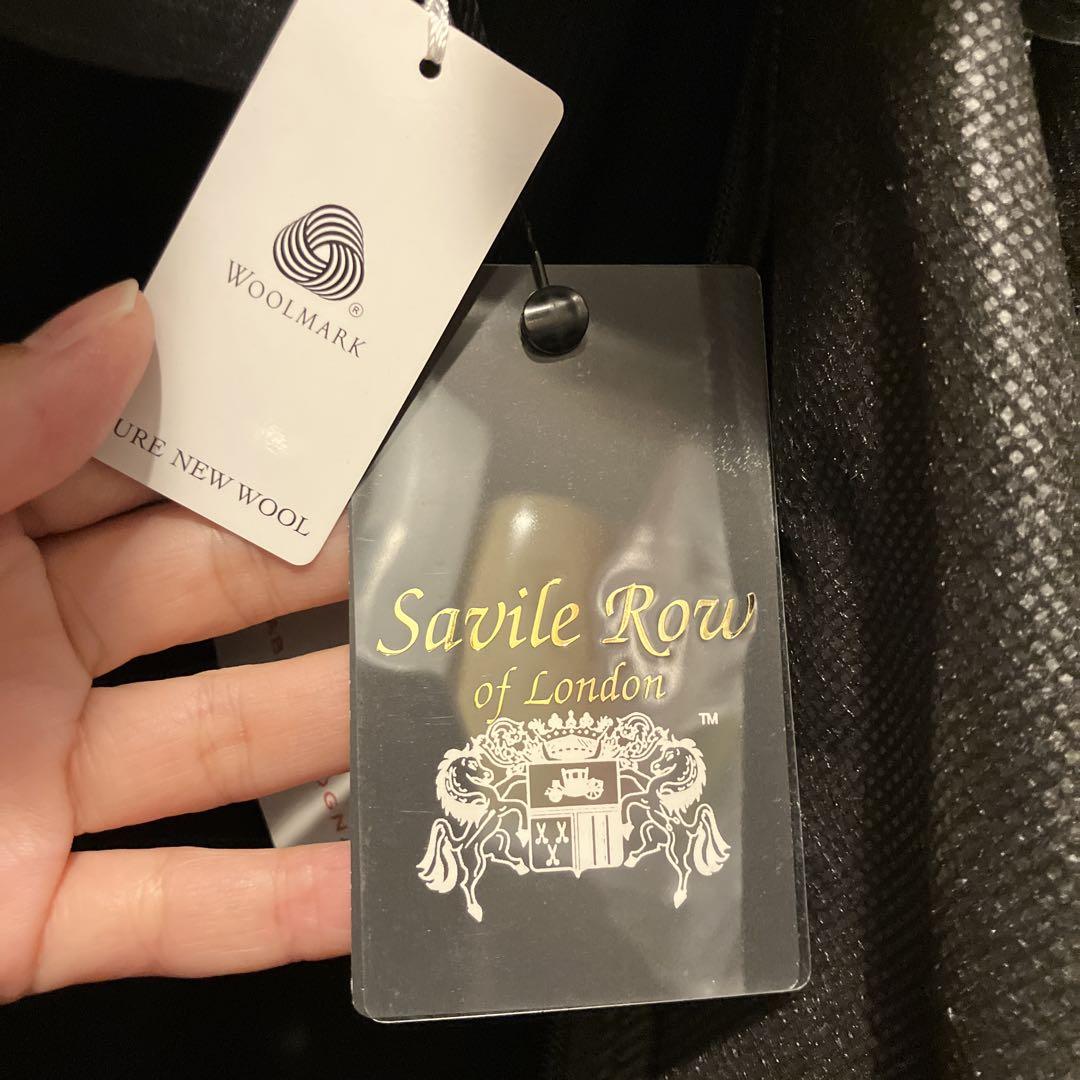 WOOLMARK
®
URE NEW WOOL
Savile Row
of London
TM